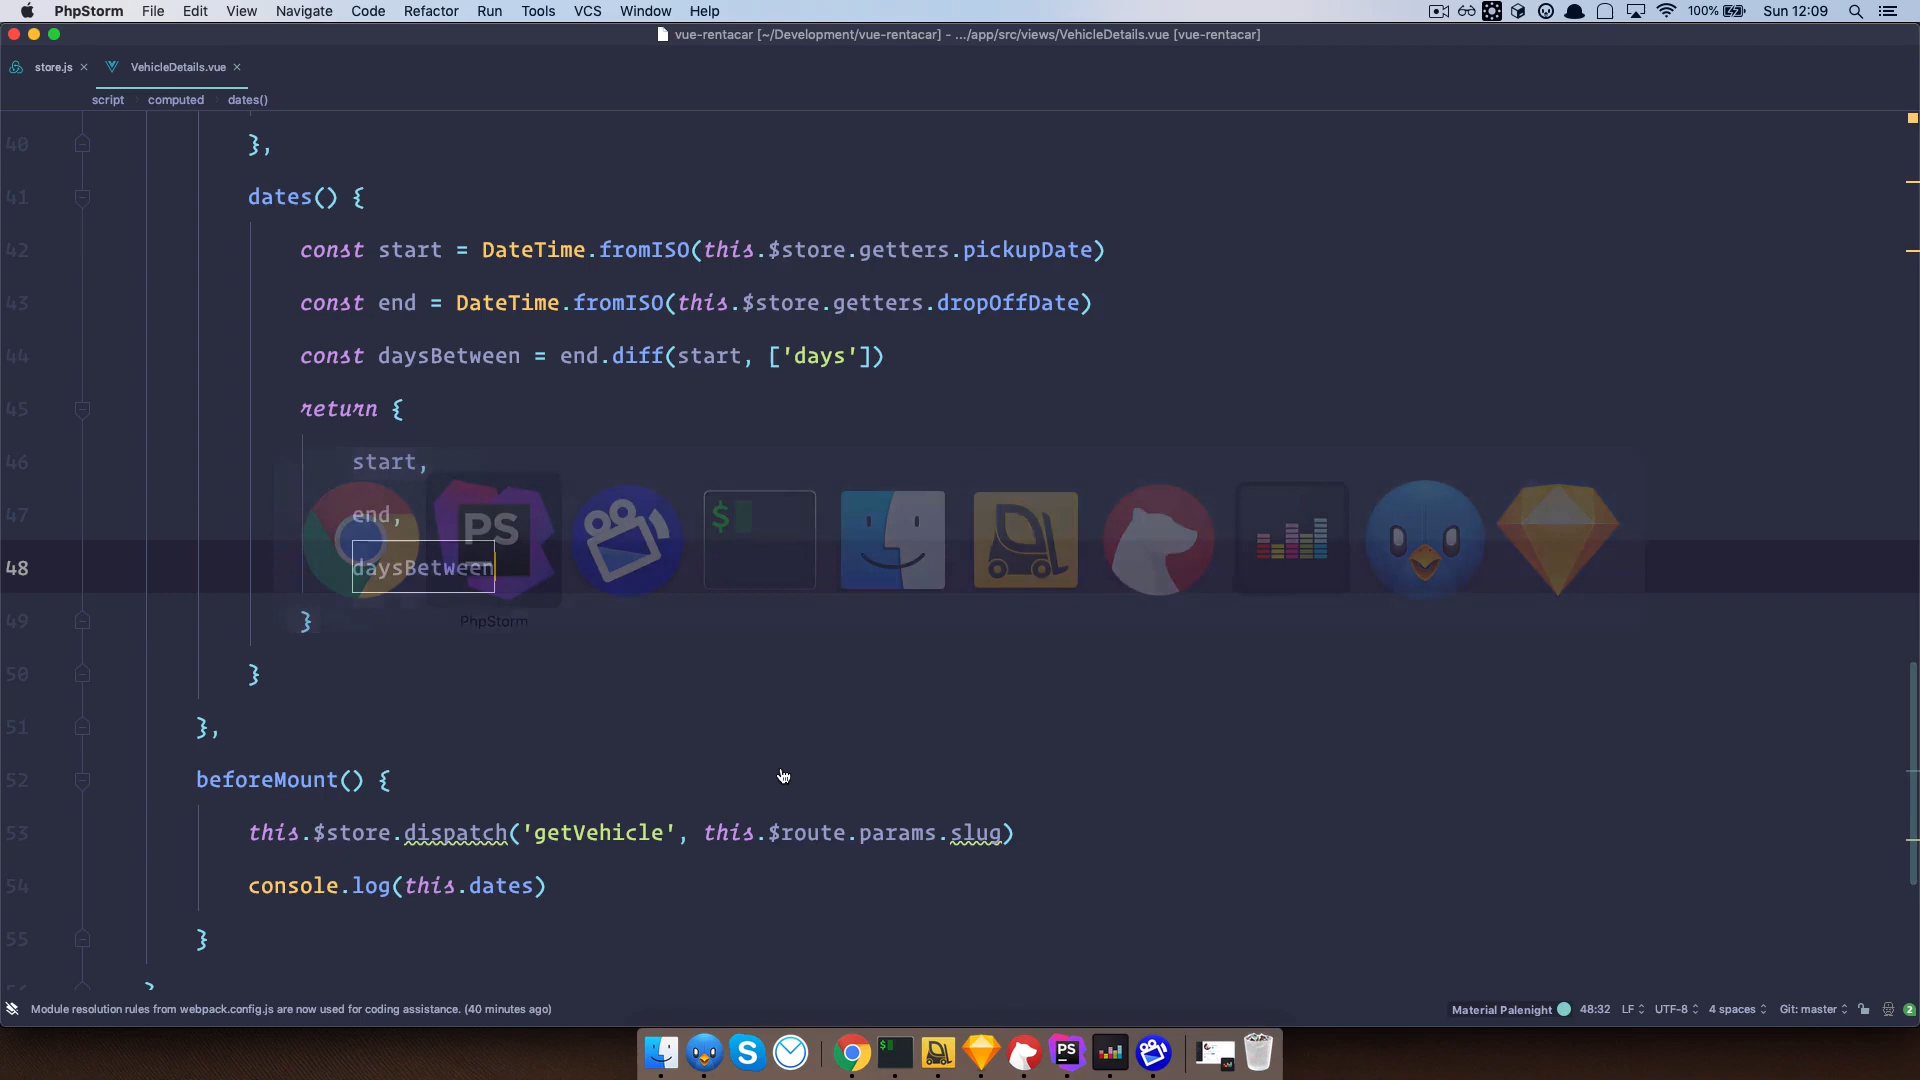 PhpStorm File Edit View Navigate Code Refactor Run Tools VCS Window Help 100% Sun 12:09
vue-rentacar [~/Development/vue-rentacar] - .../app/src/views/VehicleDetails.vue [vue-rentacar]
store.js VehicleDetails.vue
script computed dates()
40 },
41 dates() {
42 const start = DateTime.fromISO(this.$store.getters.pickupDate)
43 const end = DateTime.fromISO(this.$store.getters.dropOffDate)
44 const daysBetween = end.diff(start, ['days'])
45 return {
46 start,
47 end,
48 daysBetween
PS
$
49 }
PhpStorm
50 }
51 },
52 beforeMount() {
53 this.$store.dispatch('getVehicle', this.$route.params.slug)
54 console.log(this.dates)
55 }
Module resolution rules from webpack.config.js are now used for coding assistance. (40 minutes ago) Material Palenight 48:32 LF UTF-8 4 spaces Git: master 2
S $ PS